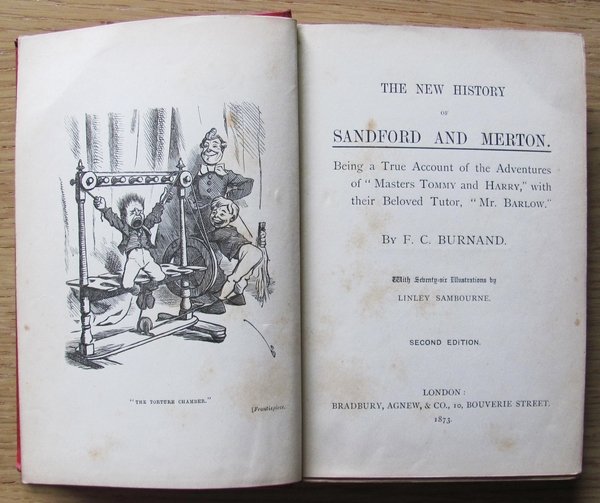 "THE TORTURE CHAMBER."
[Frontispiece.
THE NEW HISTORY
OF
SANDFORD AND MERTON.
Being a True Account of the Adventures
of "Masters TOMMY and HARRY," with
their Beloved Tutor, "Mr. BARLOW."
By F. C. BURNAND.
With Seventy-six Illustrations by
LINLEY SAMBOURNE.
SECOND EDITION.
LONDON:
BRADBURY, AGNEW, & CO., 10, BOUVERIE STREET.
1873.